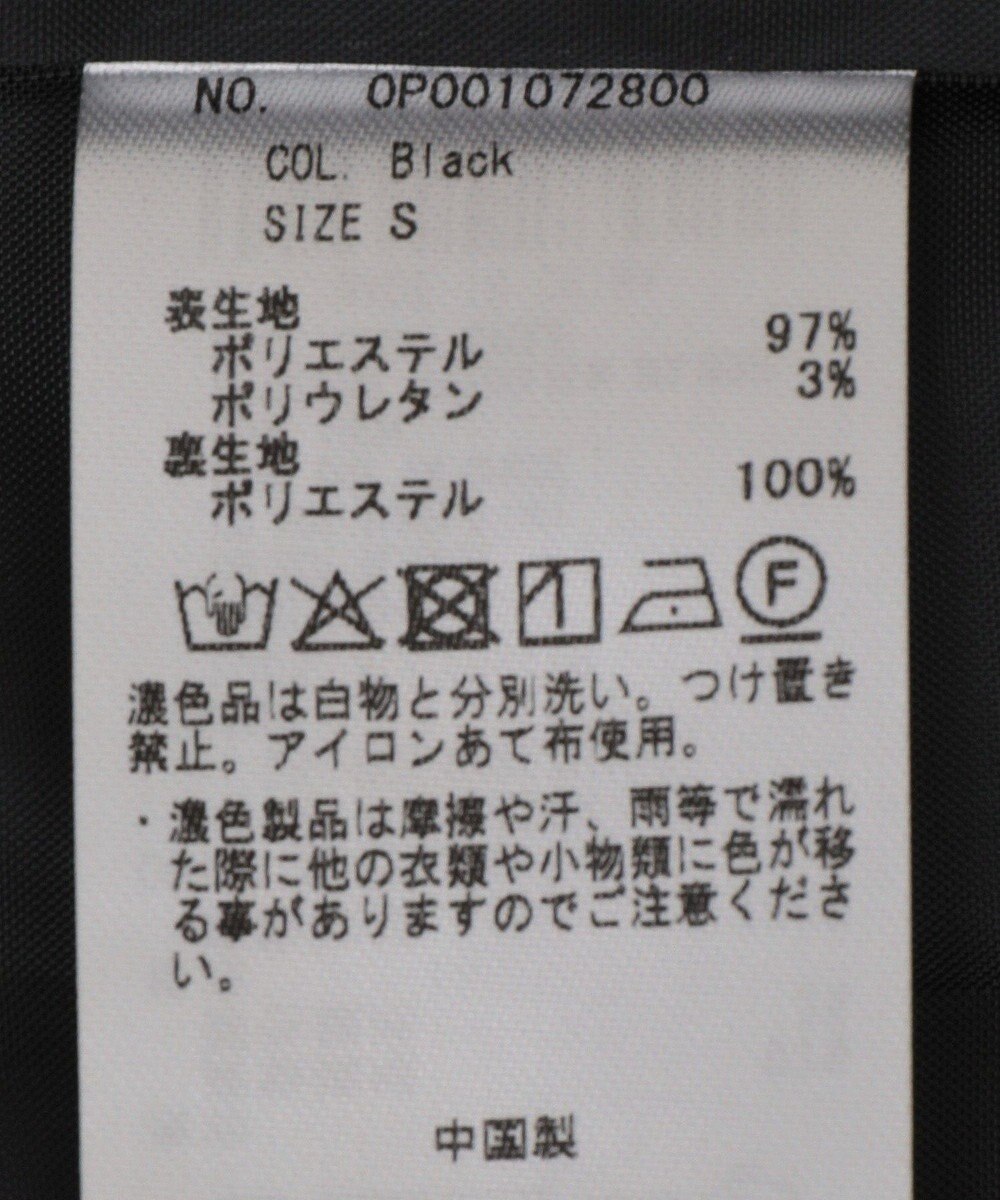 NO. 0P001072800
COL. Black
SIZE S
表生地
ポリエステル 97%
ポリウレタン 3%
裏生地
ポリエステル 100%
F
濃色品は白物と分別洗い。つけ置き
禁止。アイロンあて布使用。
・濃色製品は摩擦や汗、雨等で濡れ
た際に他の衣類や小物類に色が移
る事がありますのでご注意くださ
い。
中国製